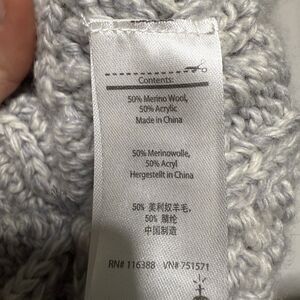 Contents:
50% Merino Wool,
50% Acrylic
Made in China
50% Merinowolle,
50% Acryl
Hergestellt in China
50% 美利奴羊毛,
50% 腈纶
中国制造
RN# 116388 VN# 751571